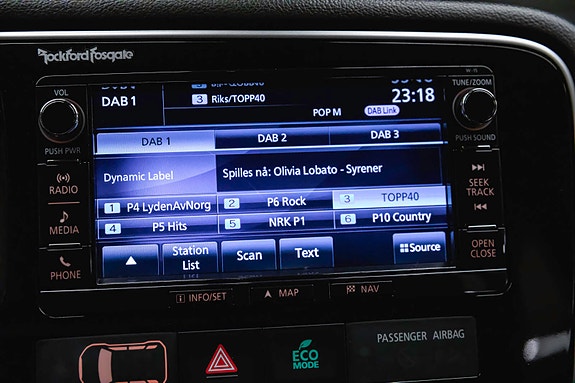 Rockford Fosgate
W-11
VOL
PUSH PWR
RADIO
MEDIA
PHONE
DAB 1
3 Riks/TOPP40
23:18
POP M
DAB Link
DAB 1 DAB 2 DAB 3
Dynamic Label Spilles nå: Olivia Lobato - Syrener
1 P4 LydenAvNorg 2 P6 Rock 3 TOPP40
4 P5 Hits 5 NRK P1 6 P10 Country
▲ Station List Scan Text Source
TUNE/ZOOM
PUSH SOUND
SEEK
TRACK
OPEN
CLOSE
i INFO/SET MAP NAV
ECO
MODE
PASSENGER AIRBAG